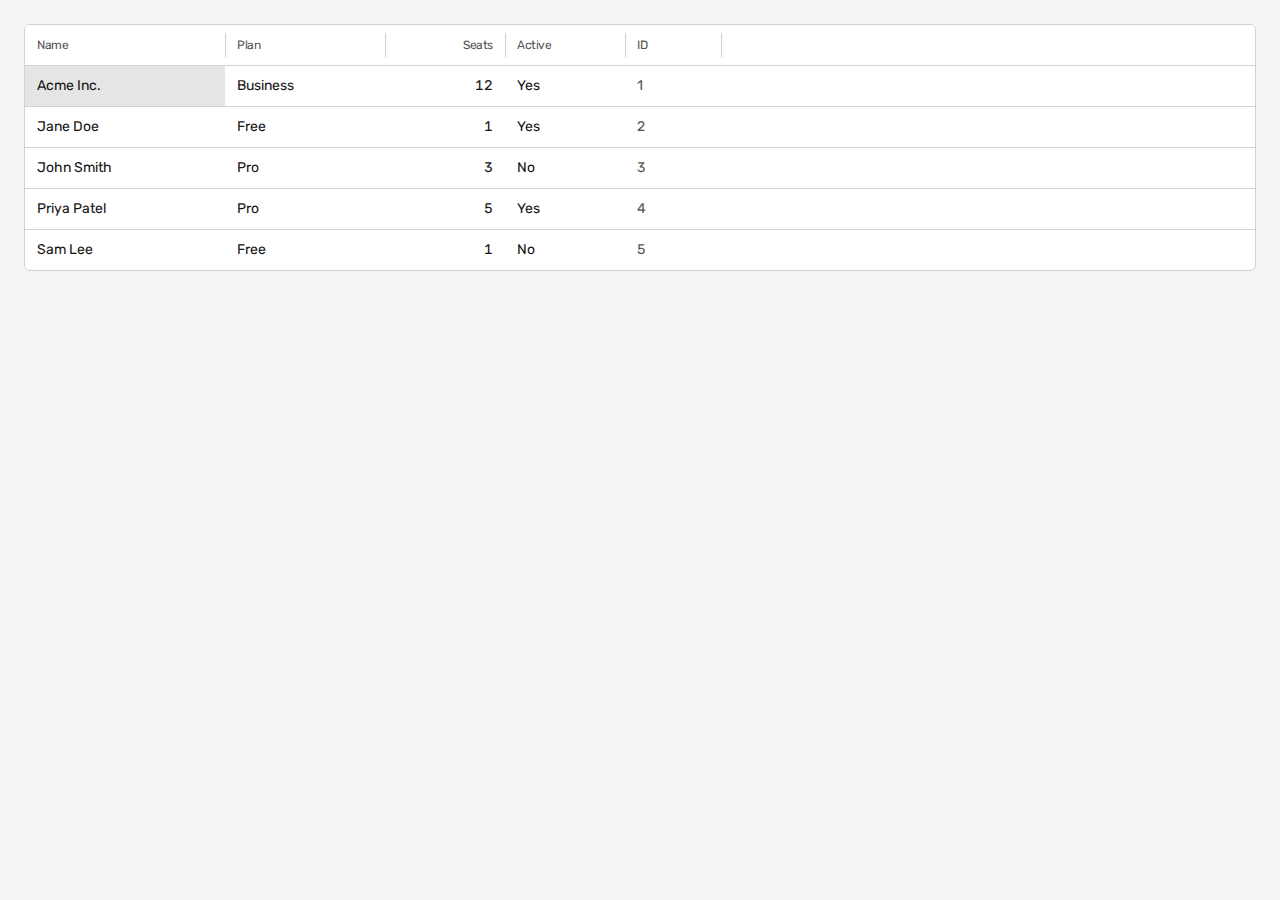 Name Plan Seats Active ID
Acme Inc. Business 12 Yes 1
Jane Doe Free 1 Yes 2
John Smith Pro 3 No 3
Priya Patel Pro 5 Yes 4
Sam Lee Free 1 No 5